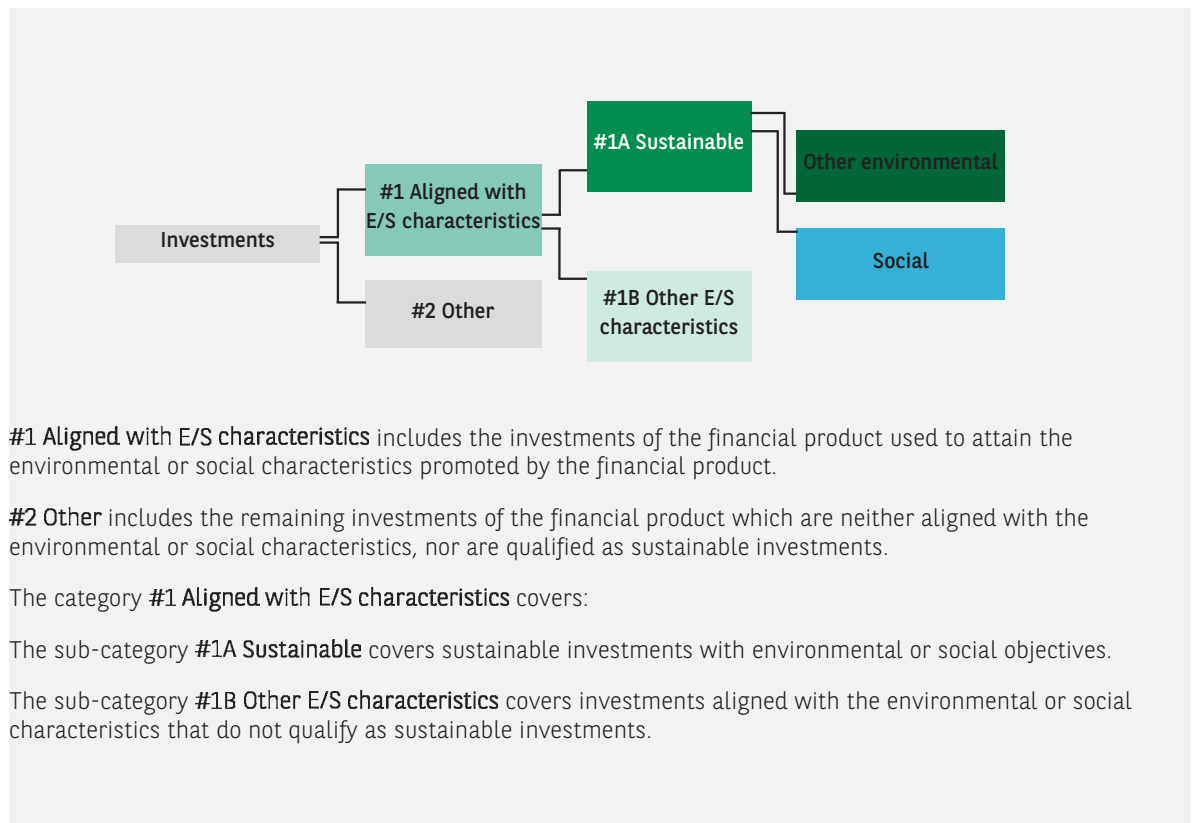 #1A Sustainable
Other environmental
#1 Aligned with
E/S characteristics
Investments
Social
#2 Other
#1B Other E/S
characteristics
#1 Aligned with E/S characteristics includes the investments of the financial product used to attain the
environmental or social characteristics promoted by the financial product.
#2 Other includes the remaining investments of the financial product which are neither aligned with the
environmental or social characteristics, nor are qualified as sustainable investments.
The category #1 Aligned with E/S characteristics covers:
The sub-category #1A Sustainable covers sustainable investments with environmental or social objectives.
The sub-category #1B Other E/S characteristics covers investments aligned with the environmental or social
characteristics that do not qualify as sustainable investments.